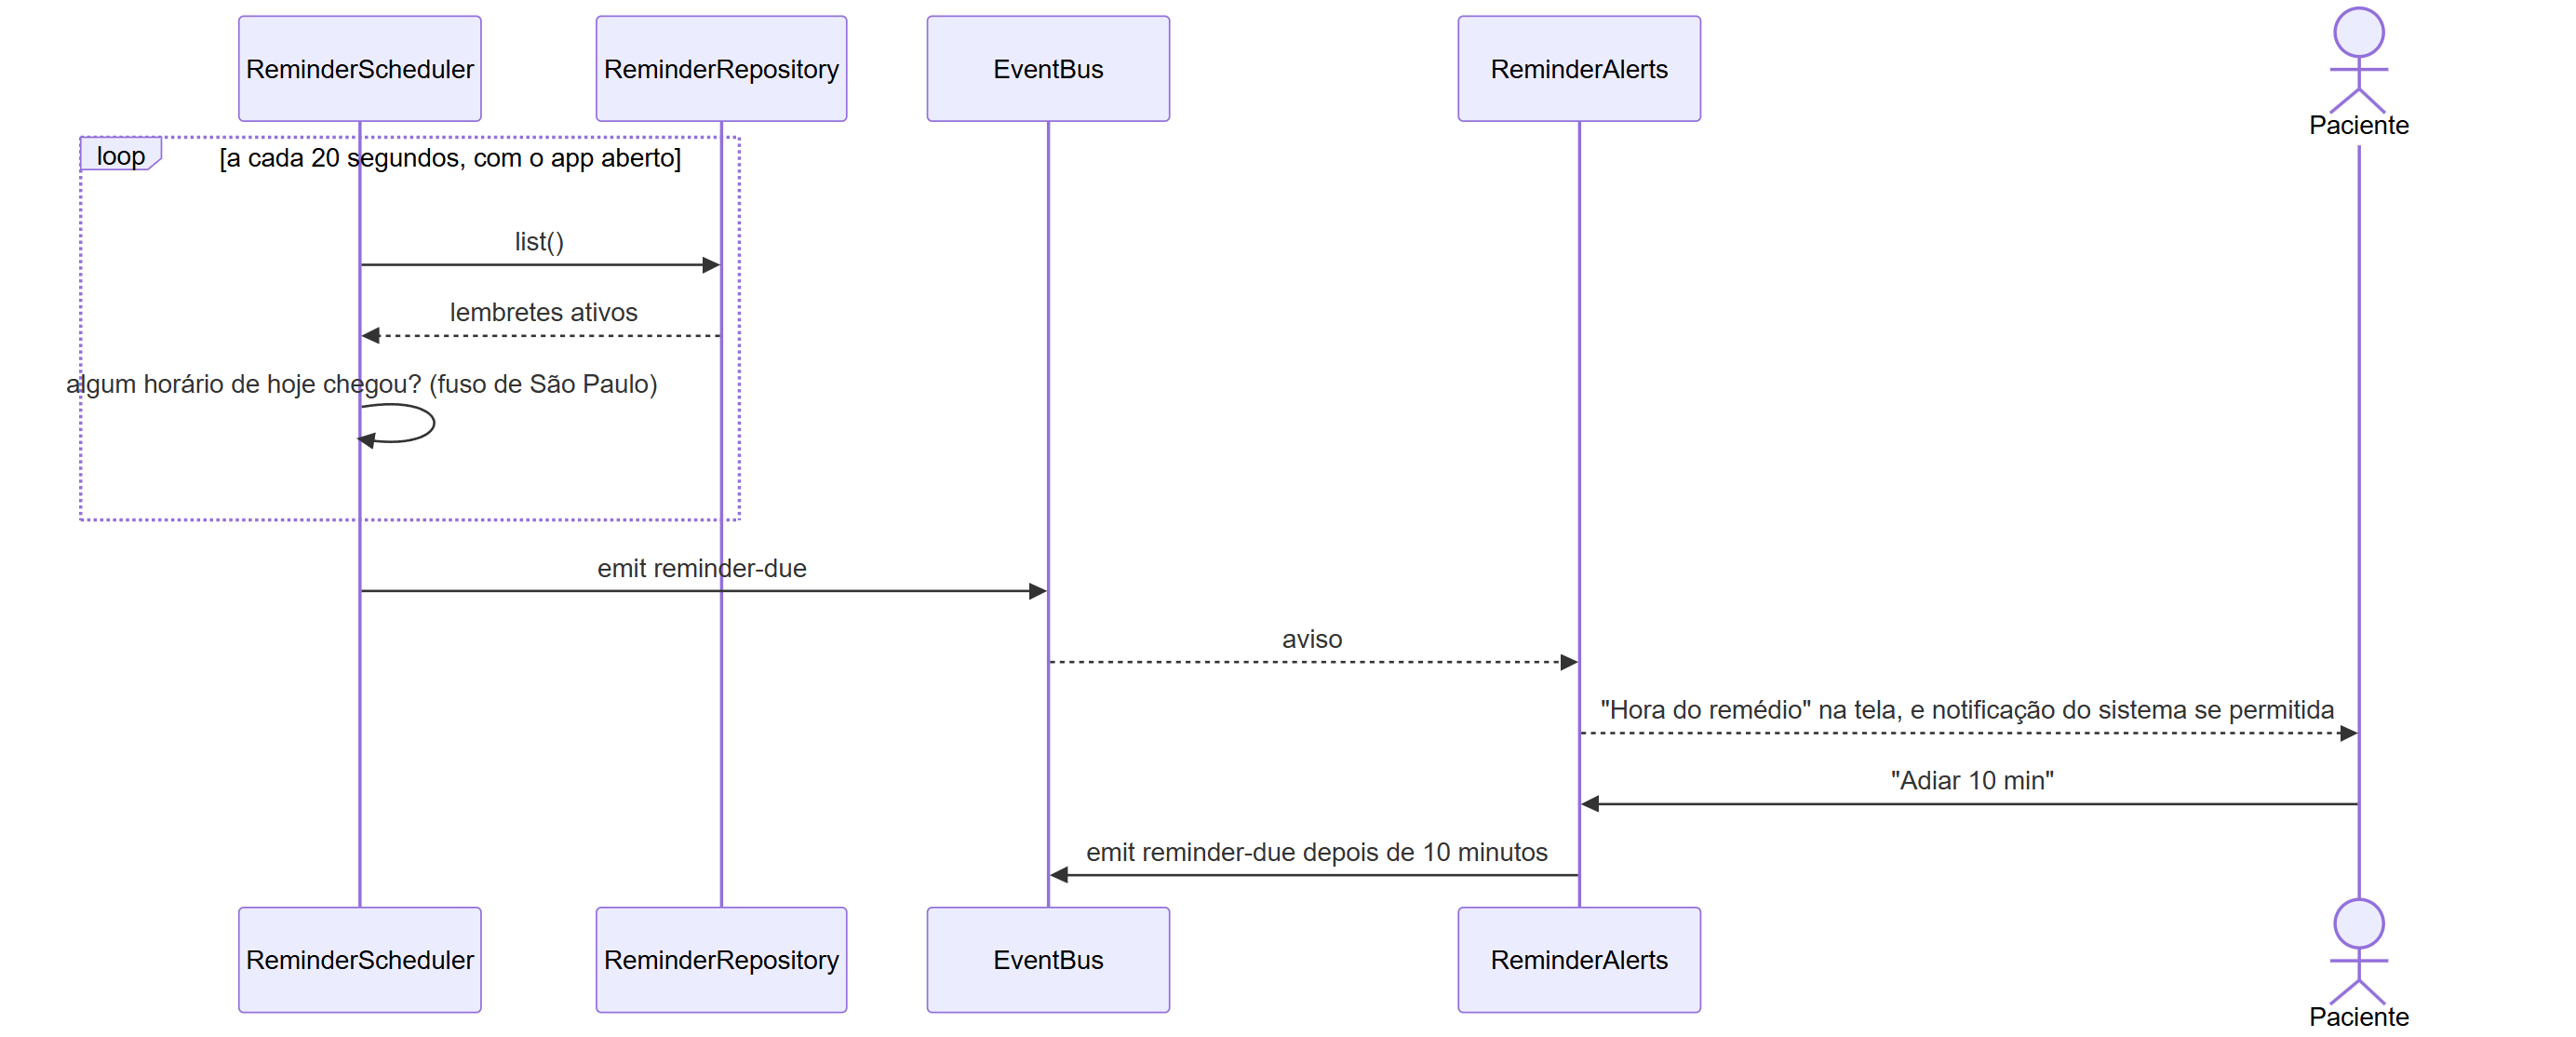 ReminderScheduler
ReminderRepository
EventBus
ReminderAlerts
Paciente
loop
[a cada 20 segundos, com o app aberto]
list()
lembretes ativos
algum horário de hoje chegou? (fuso de São Paulo)
emit reminder-due
aviso
"Hora do remédio" na tela, e notificação do sistema se permitida
"Adiar 10 min"
emit reminder-due depois de 10 minutos
ReminderScheduler
ReminderRepository
EventBus
ReminderAlerts
Paciente